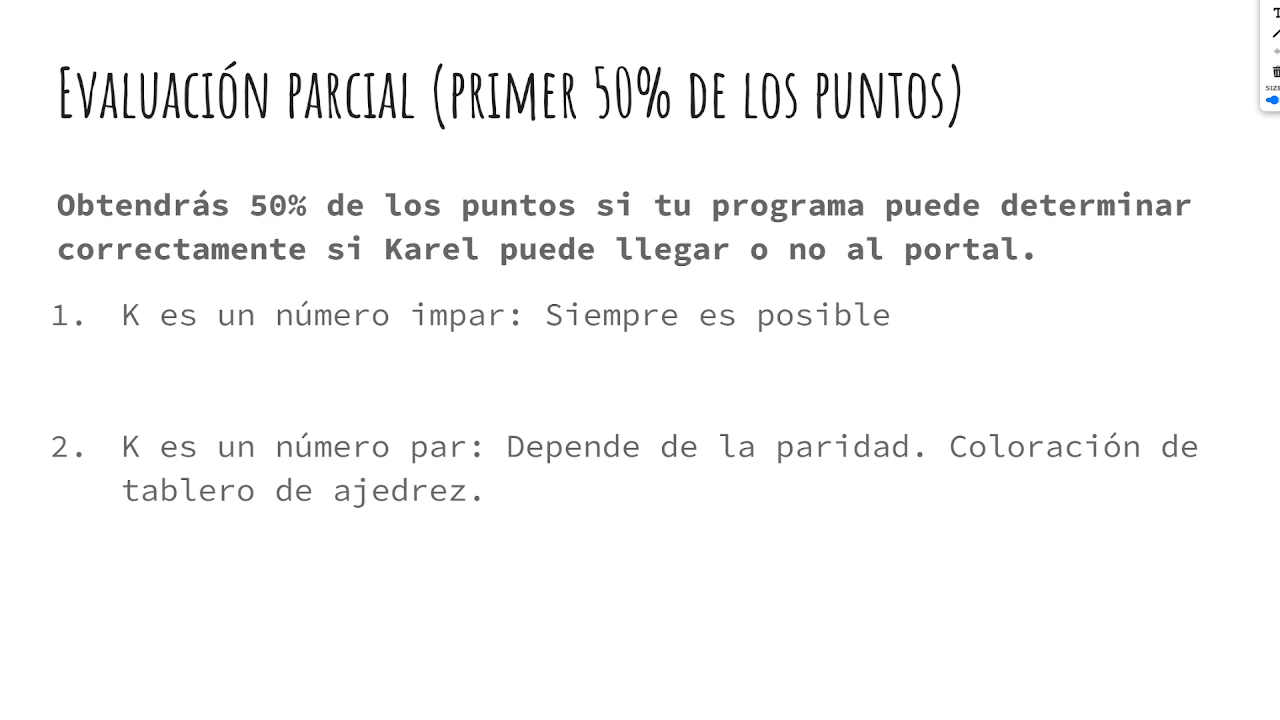 Evaluación parcial (primer 50% de los puntos)
Obtendrás 50% de los puntos si tu programa puede determinar
correctamente si Karel puede llegar o no al portal.
1. K es un número impar: Siempre es posible
2. K es un número par: Depende de la paridad. Coloración de
tablero de ajedrez.